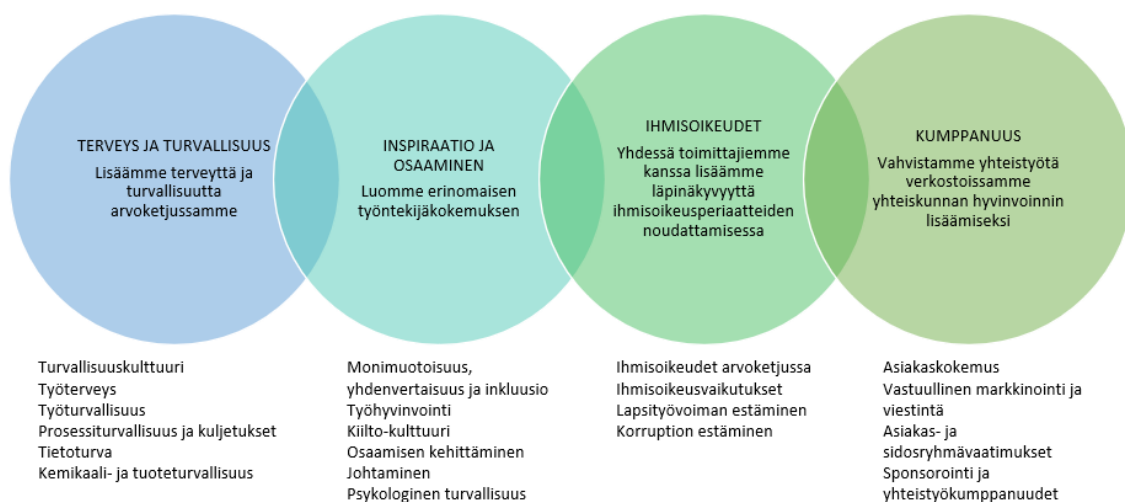 TERVEYS JA TURVALLISUUS
Lisäämme terveyttä ja
turvallisuutta
arvoketjussamme
INSPIRAATIO JA
OSAAMINEN
Luomme erinomaisen
työntekijäkokemuksen
IHMISOIKEUDET
Yhdessä toimittajiemme
kanssa lisäämme
läpinäkyvyyttä
ihmisoikeusperiaatteiden
noudattamisessa
KUMPPANUUS
Vahvistamme yhteistyötä
verkostoissamme
yhteiskunnan hyvinvoinnin
lisäämiseksi
Turvallisuuskulttuuri
Työterveys
Työturvallisuus
Prosessiturvallisuus ja kuljetukset
Tietoturva
Kemikaali- ja tuoteturvallisuus
Monimuotoisuus,
yhdenvertaisuus ja inkluusio
Työhyvinvointi
Kiilto-kulttuuri
Osaamisen kehittäminen
Johtaminen
Psykologinen turvallisuus
Ihmisoikeudet arvoketjussa
Ihmisoikeusvaikutukset
Lapsityövoiman estäminen
Korruption estäminen
Asiakaskokemus
Vastuullinen markkinointi ja
viestintä
Asiakas- ja
sidosryhmävaatimukset
Sponsorointi ja
yhteistyökumppanuudet